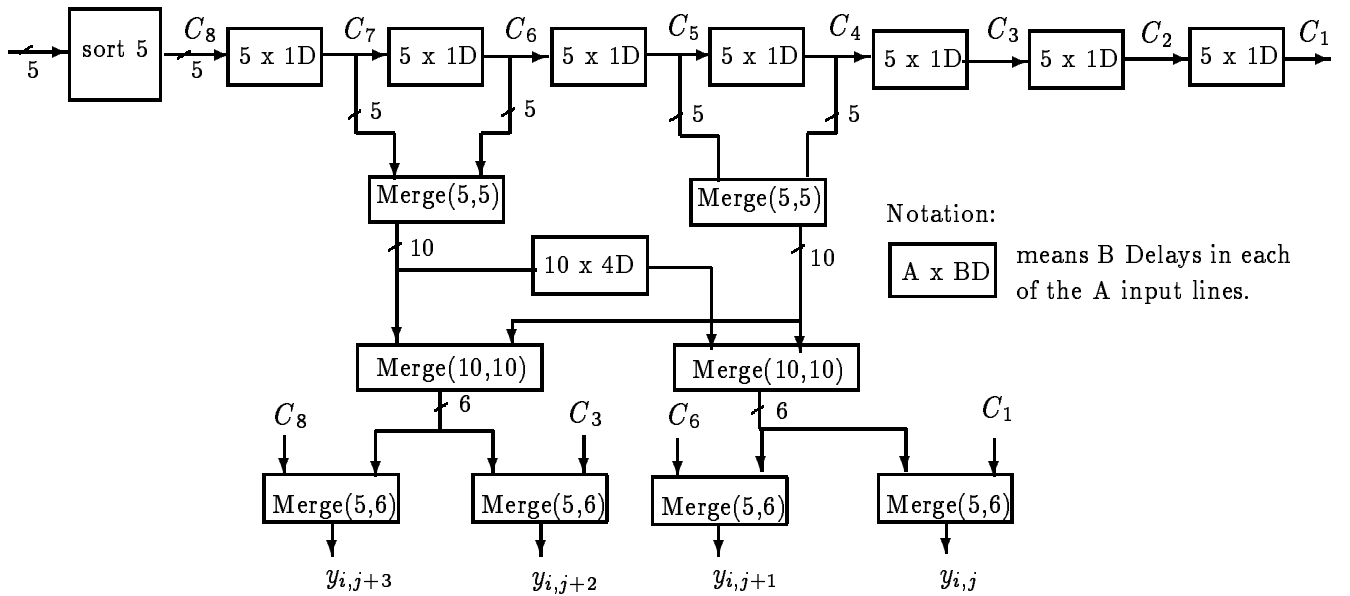 C8 C7 C6 C5 C4 C3 C2 C1
sort 5 5 x 1D 5 x 1D 5 x 1D 5 x 1D 5 x 1D 5 x 1D 5 x 1D
5 5
5 5 5 5
Merge(5,5) Merge(5,5)
Notation:
10 10 x 4D 10
A x BD means B Delays in each
of the A input lines.
Merge(10,10) Merge(10,10)
6 6
C8 C3 C6 C1
Merge(5,6) Merge(5,6) Merge(5,6) Merge(5,6)
yi,j+3 yi,j+2 yi,j+1 yi,j